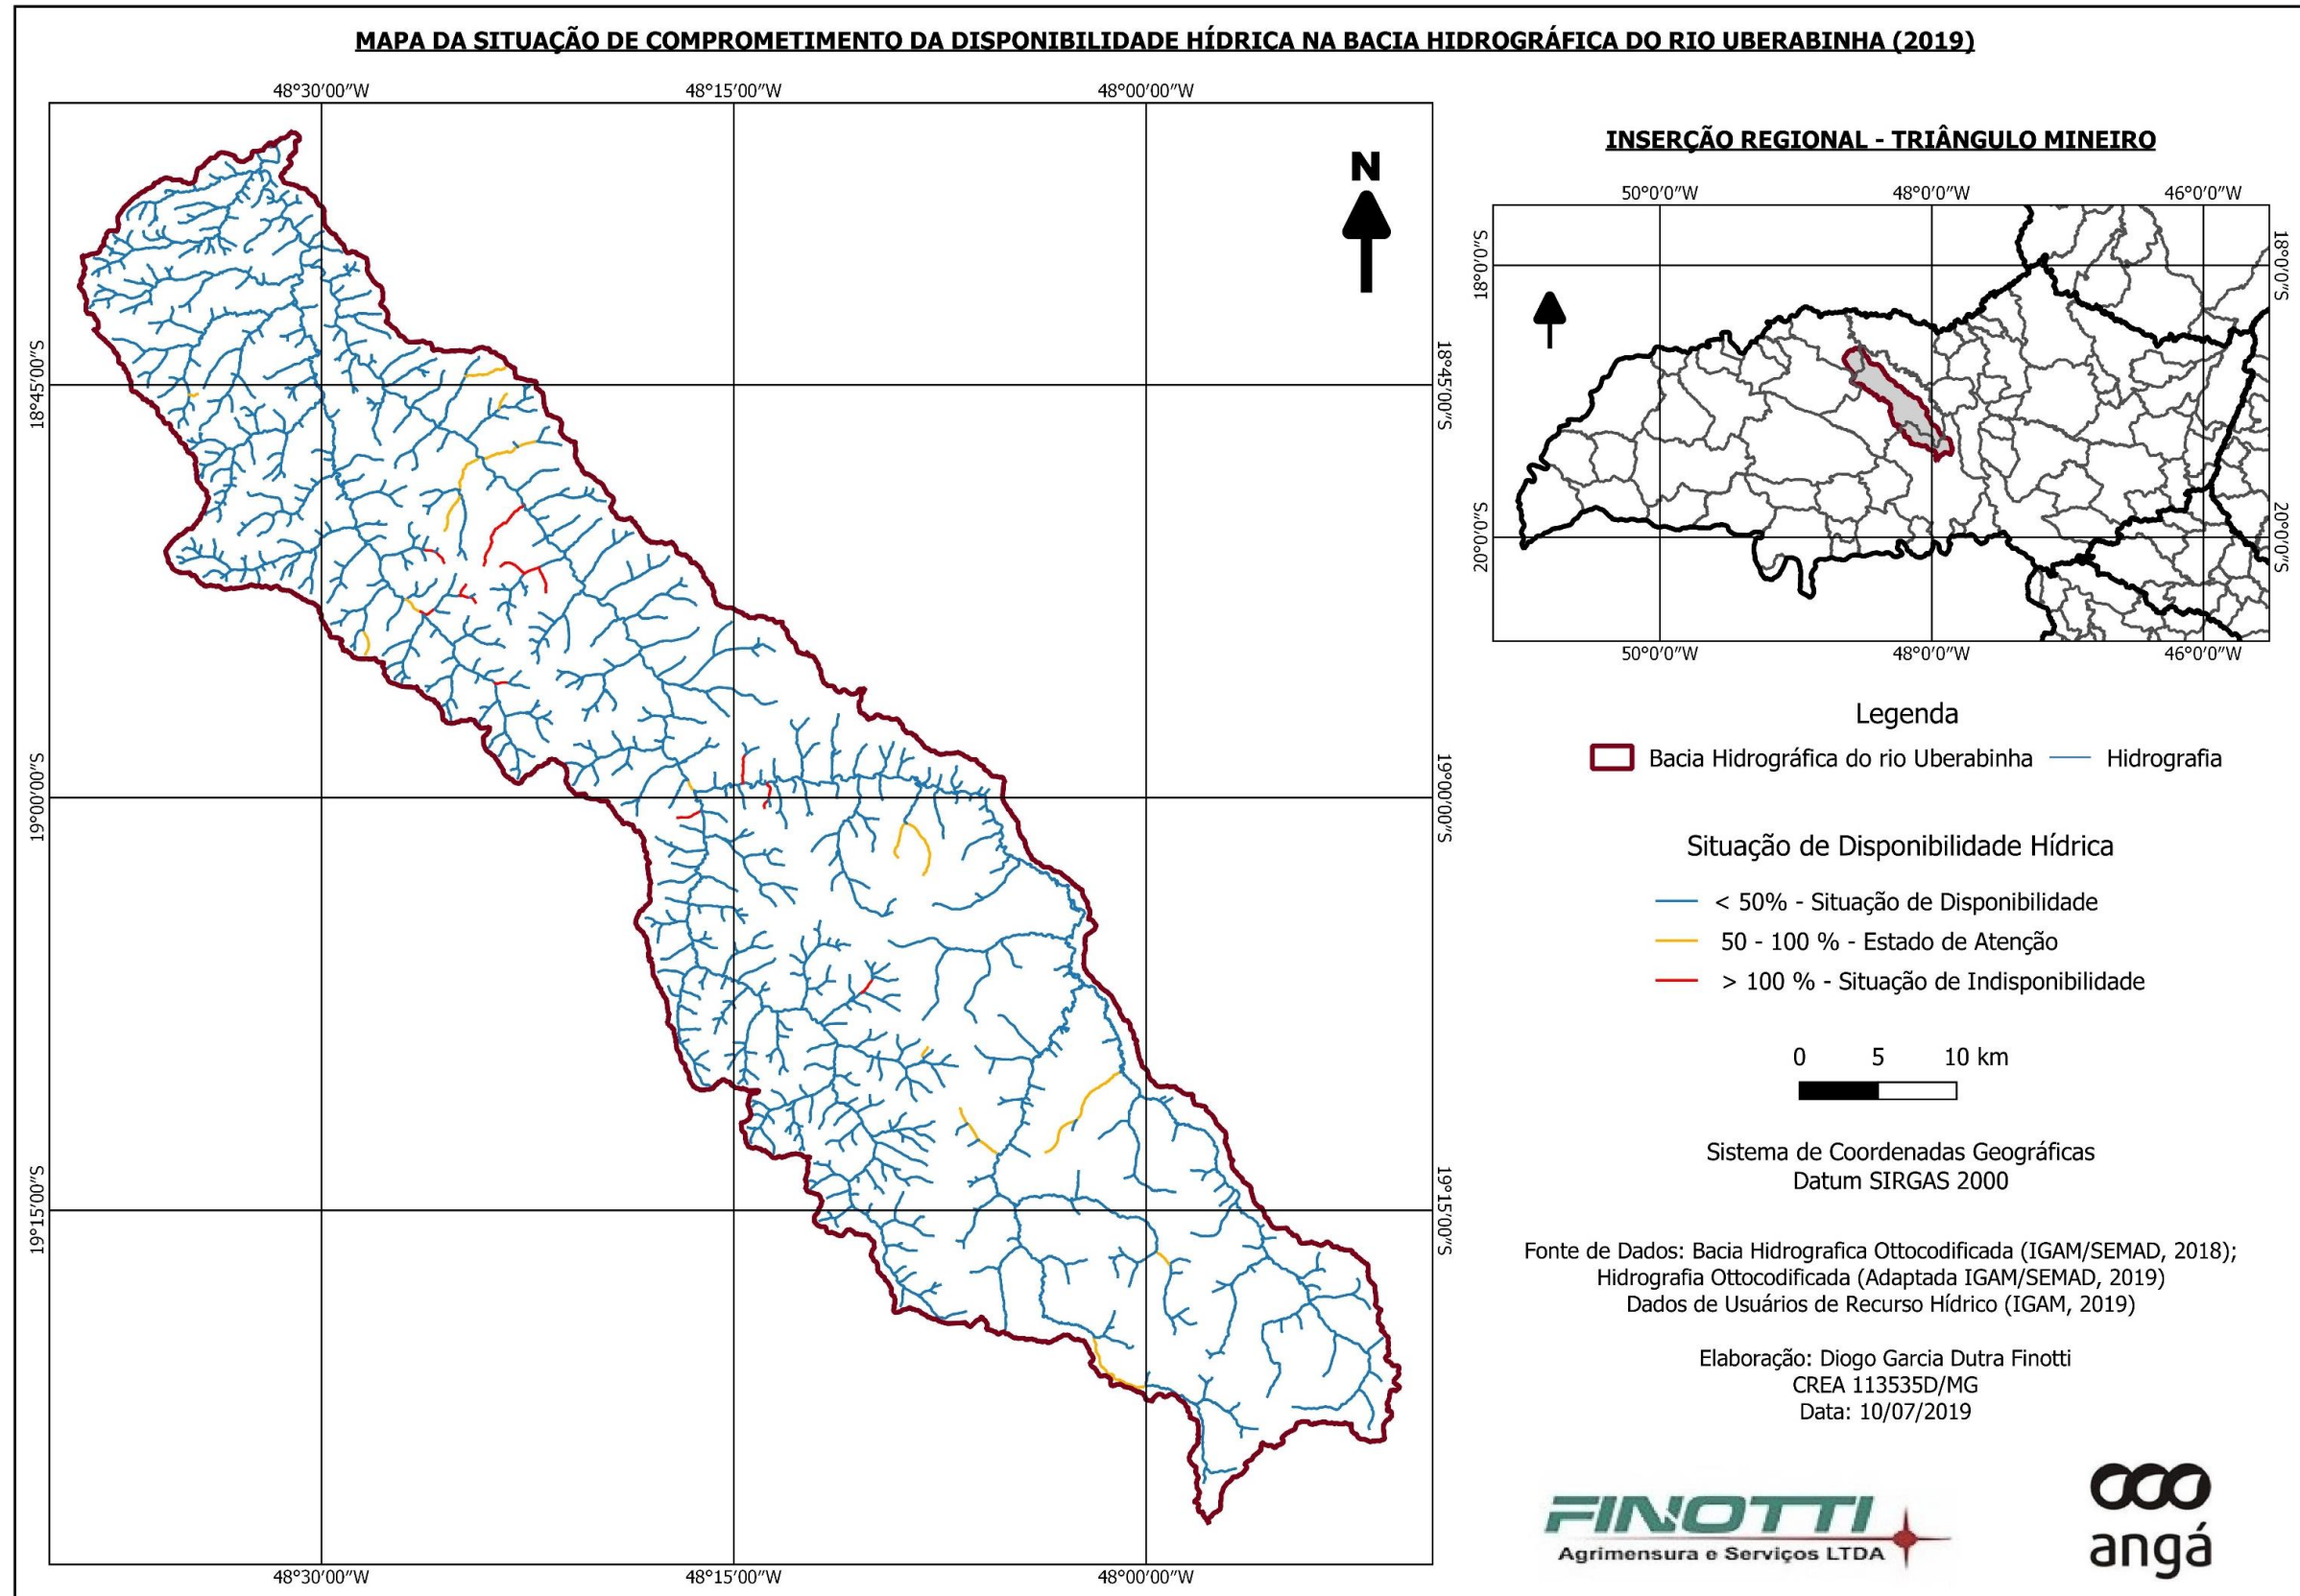 MAPA DA SITUAÇÃO DE COMPROMETIMENTO DA DISPONIBILIDADE HÍDRICA NA BACIA HIDROGRÁFICA DO RIO UBERABINHA (2019)
48°30′00″W 48°15′00″W 48°00′00″W
N
18°45′00″S 18°45′00″S
19°00′00″S 19°00′00″S
19°15′00″S 19°15′00″S
48°30′00″W 48°15′00″W 48°00′00″W
INSERÇÃO REGIONAL - TRIÂNGULO MINEIRO
50°0′0″W 48°0′0″W 46°0′0″W
18°0′0″S 18°0′0″S
20°0′0″S 20°0′0″S
50°0′0″W 48°0′0″W 46°0′0″W
Legenda
Bacia Hidrográfica do rio Uberabinha Hidrografia
Situação de Disponibilidade Hídrica
< 50% - Situação de Disponibilidade
50 - 100 % - Estado de Atenção
> 100 % - Situação de Indisponibilidade
0 5 10 km
Sistema de Coordenadas Geográficas
Datum SIRGAS 2000
Fonte de Dados: Bacia Hidrografica Ottocodificada (IGAM/SEMAD, 2018);
Hidrografia Ottocodificada (Adaptada IGAM/SEMAD, 2019)
Dados de Usuários de Recurso Hídrico (IGAM, 2019)
Elaboração: Diogo Garcia Dutra Finotti
CREA 113535D/MG
Data: 10/07/2019
FINOTTI
Agrimensura e Serviços LTDA
angá